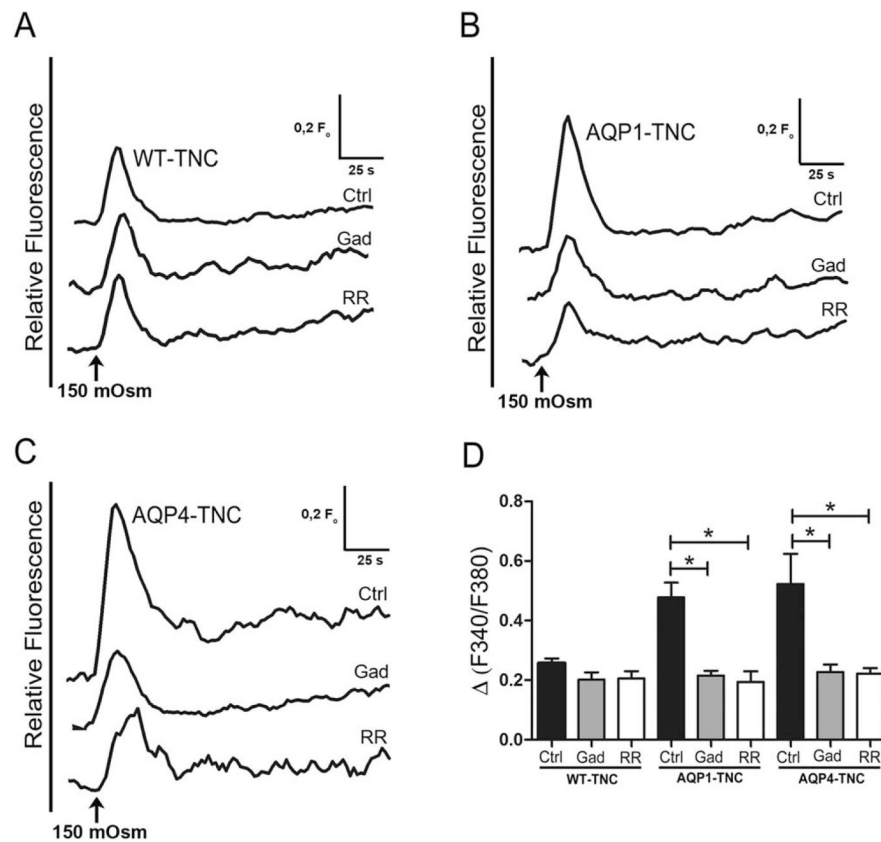 A
Relative Fluorescence
WT-TNC
0,2 Fo
25 s
Ctrl
Gad
RR
150 mOsm
B
Relative Fluorescence
AQP1-TNC
0,2 Fo
25 s
Ctrl
Gad
RR
150 mOsm
C
Relative Fluorescence
AQP4-TNC
0,2 Fo
25 s
Ctrl
Gad
RR
150 mOsm
D
Δ (F340/F380)
0.8
0.6
0.4
0.2
0.0
* *
* *
Ctrl Gad RR Ctrl Gad RR Ctrl Gad RR
WT-TNC AQP1-TNC AQP4-TNC